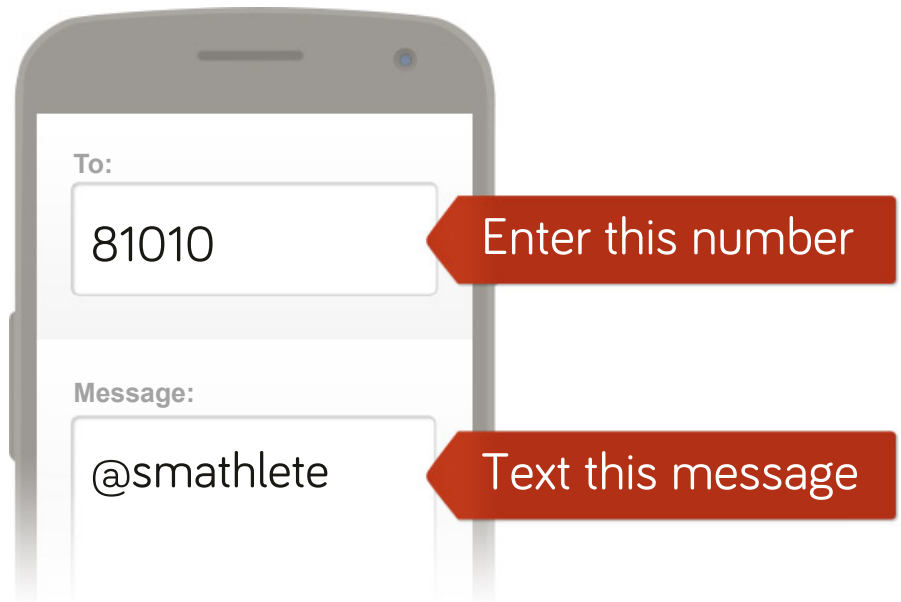 To:
81010
Enter this number
Message:
@smathlete
Text this message